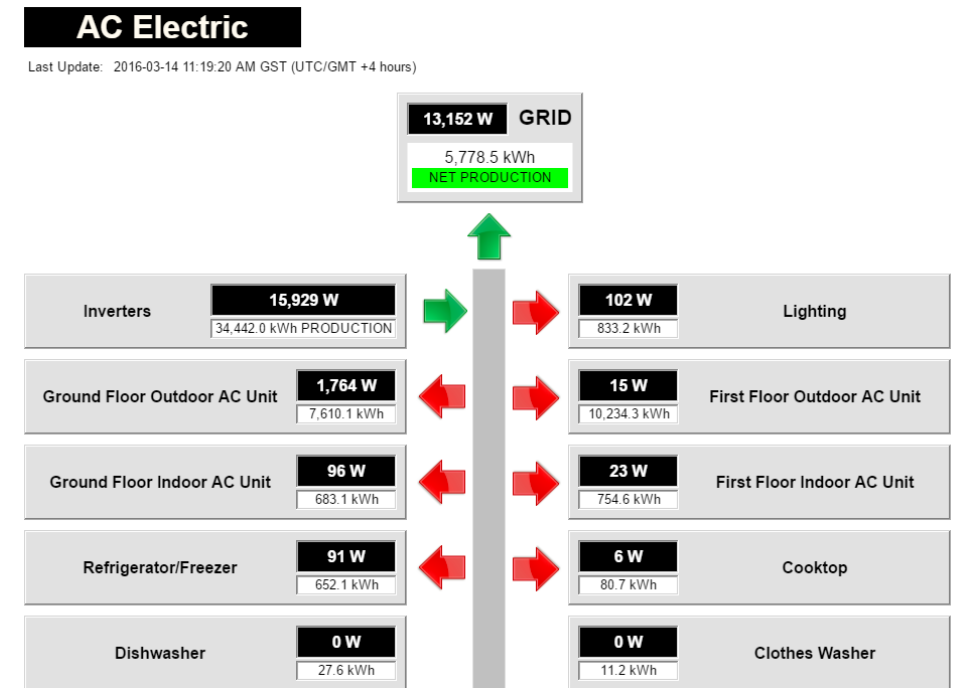 AC Electric
Last Update: 2016-03-14 11:19:20 AM GST (UTC/GMT +4 hours)
13,152 W GRID
5,778.5 kWh
NET PRODUCTION
Inverters
15,929 W
34,442.0 kWh PRODUCTION
102 W
833.2 kWh
Lighting
Ground Floor Outdoor AC Unit
1,764 W
7,610.1 kWh
15 W
10,234.3 kWh
First Floor Outdoor AC Unit
Ground Floor Indoor AC Unit
96 W
683.1 kWh
23 W
754.6 kWh
First Floor Indoor AC Unit
Refrigerator/Freezer
91 W
652.1 kWh
6 W
80.7 kWh
Cooktop
Dishwasher
0 W
27.6 kWh
0 W
11.2 kWh
Clothes Washer